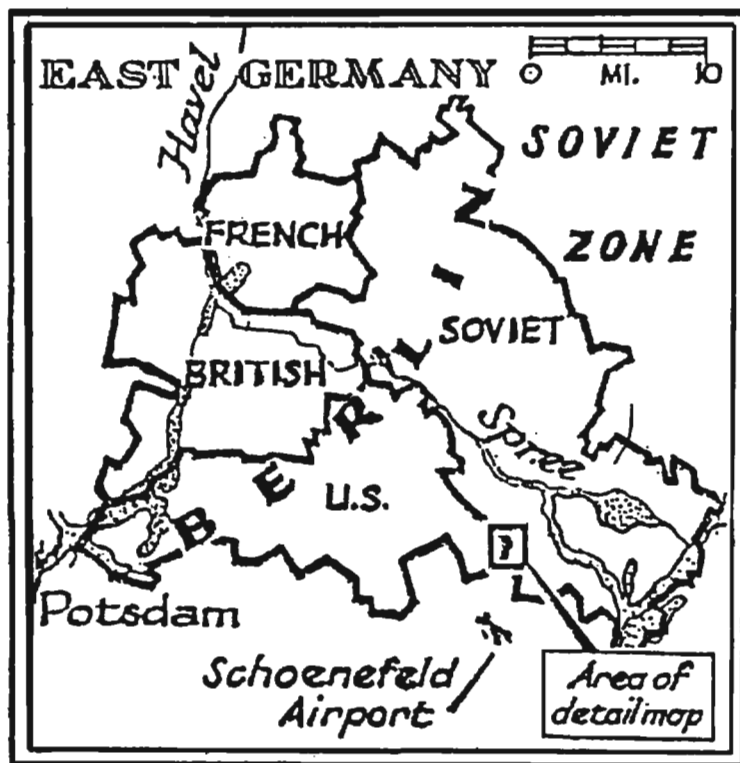 EAST GERMANY
0 MI. 10
Havel
SOVIET
ZONE
FRENCH
SOVIET
BRITISH
BERLIN
Spree
U.S.
Potsdam
Schoenefeld
Airport
Area of
detail map